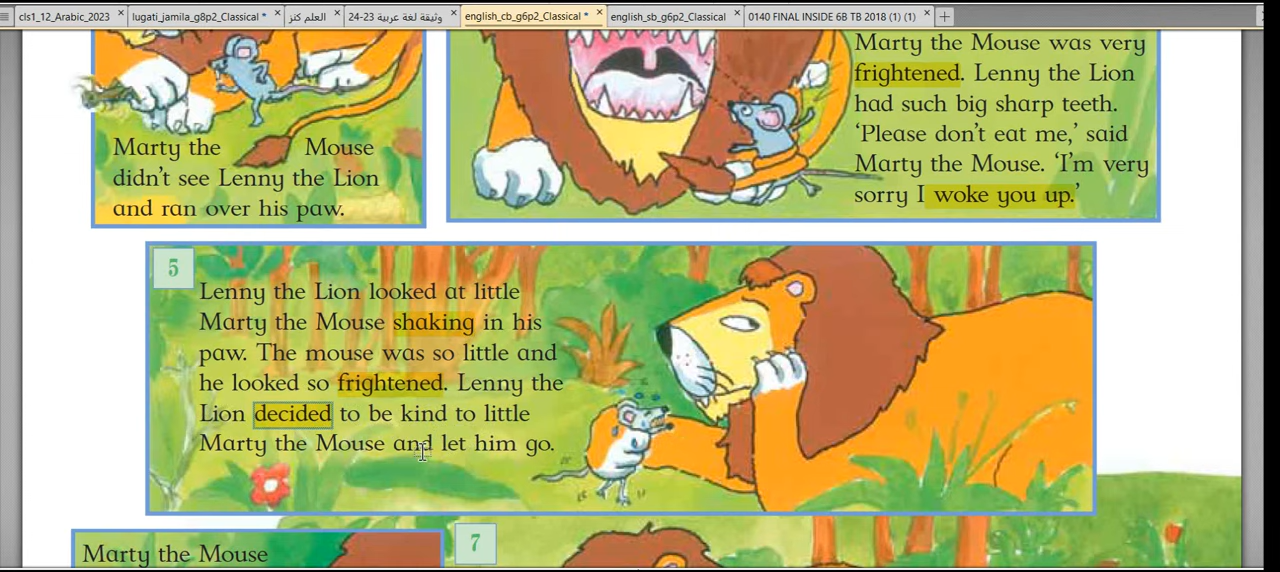 cls1_12_Arabic_2023
lugati_jamila_g8p2_Classical *
العلم كنز
وثيقة لغة عربية 24-23
english_cb_g6p2_Classical *
english_sb_g6p2_Classical
0140 FINAL INSIDE 6B TB 2018 (1) (1)
Marty the Mouse
didn't see Lenny the Lion
and ran over his paw.
Marty the Mouse was very
frightened. Lenny the Lion
had such big sharp teeth.
'Please don't eat me,' said
Marty the Mouse. 'I'm very
sorry I woke you up.'
5
Lenny the Lion looked at little
Marty the Mouse shaking in his
paw. The mouse was so little and
he looked so frightened. Lenny the
Lion decided to be kind to little
Marty the Mouse and let him go.
Marty the Mouse
7